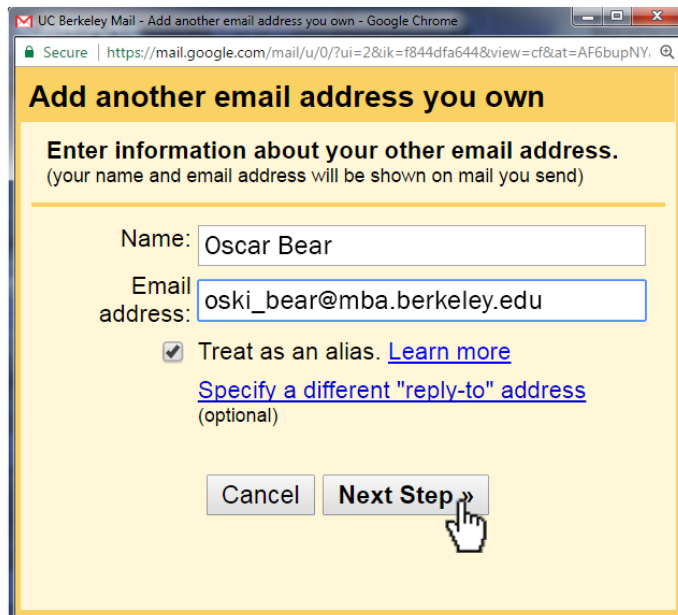 UC Berkeley Mail - Add another email address you own - Google Chrome
Secure | https://mail.google.com/mail/u/0/?ui=2&ik=f844dfa644&view=cf&at=AF6bupNY
Add another email address you own
Enter information about your other email address.
(your name and email address will be shown on mail you send)
Name: Oscar Bear
Email
address: oski_bear@mba.berkeley.edu
Treat as an alias. Learn more
Specify a different "reply-to" address
(optional)
Cancel Next Step »